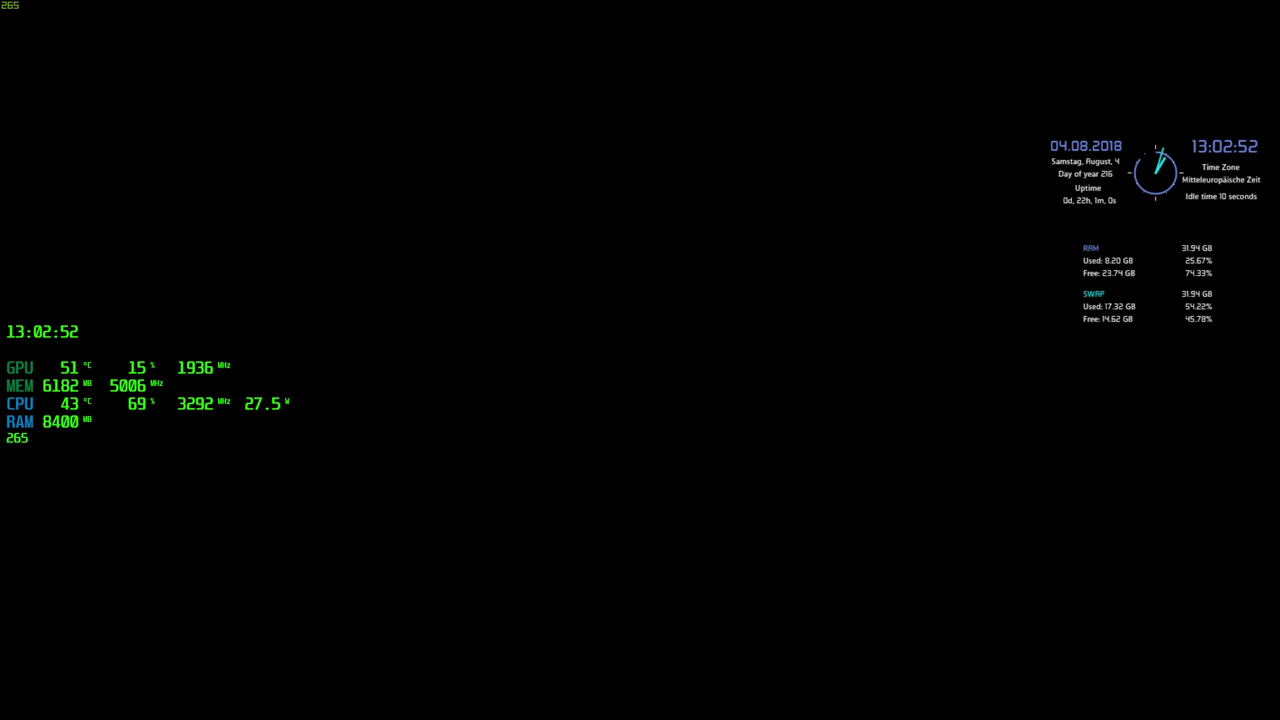 265
04.08.2018
Samstag, August, 4
Day of year 216
Uptime
0d, 22h, 1m, 0s
13:02:52
Time Zone
Mitteleuropäische Zeit
Idle time 10 seconds
RAM 31.94 GB
Used: 8.20 GB 25.67%
Free: 23.74 GB 74.33%
SWAP 31.94 GB
Used: 17.32 GB 54.22%
Free: 14.62 GB 45.78%
13:02:52
GPU 51 °C 15 % 1936 MHz
MEM 6182 MB 5006 MHz
CPU 43 °C 69 % 3292 MHz 27.5 W
RAM 8400 MB
265